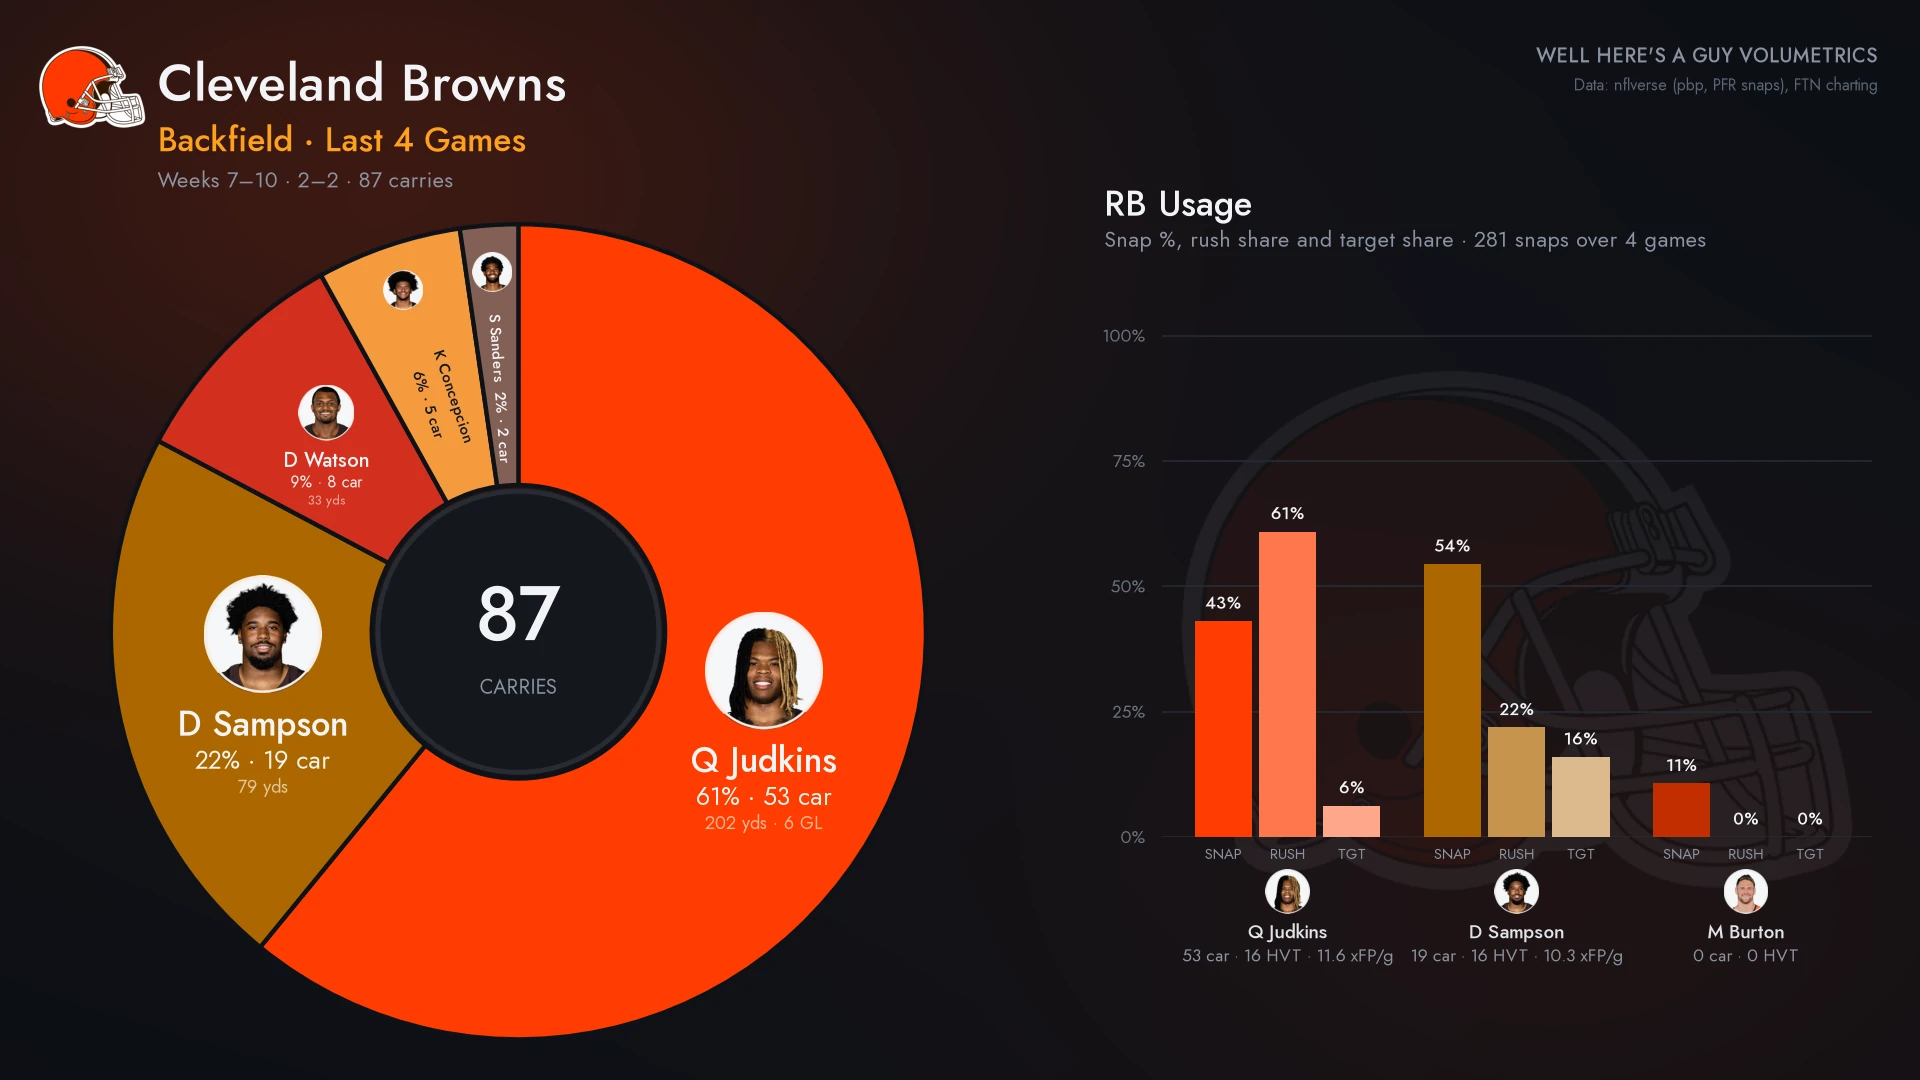 Cleveland Browns
Backfield · Last 4 Games
Weeks 7–10 · 2–2 · 87 carries
WELL HERE'S A GUY VOLUMETRICS
Data: nflverse (pbp, PFR snaps), FTN charting
S Sanders 2% · 2 car
K Concepcion
6% · 5 car
D Watson
9% · 8 car
33 yds
D Sampson
22% · 19 car
79 yds
87
CARRIES
Q Judkins
61% · 53 car
202 yds · 6 GL
RB Usage
Snap %, rush share and target share · 281 snaps over 4 games
100%
75%
50%
25%
0%
43%
61%
6%
54%
22%
16%
11%
0%
0%
SNAP RUSH TGT SNAP RUSH TGT SNAP RUSH TGT
Q Judkins
53 car · 16 HVT · 11.6 xFP/g
D Sampson
19 car · 16 HVT · 10.3 xFP/g
M Burton
0 car · 0 HVT